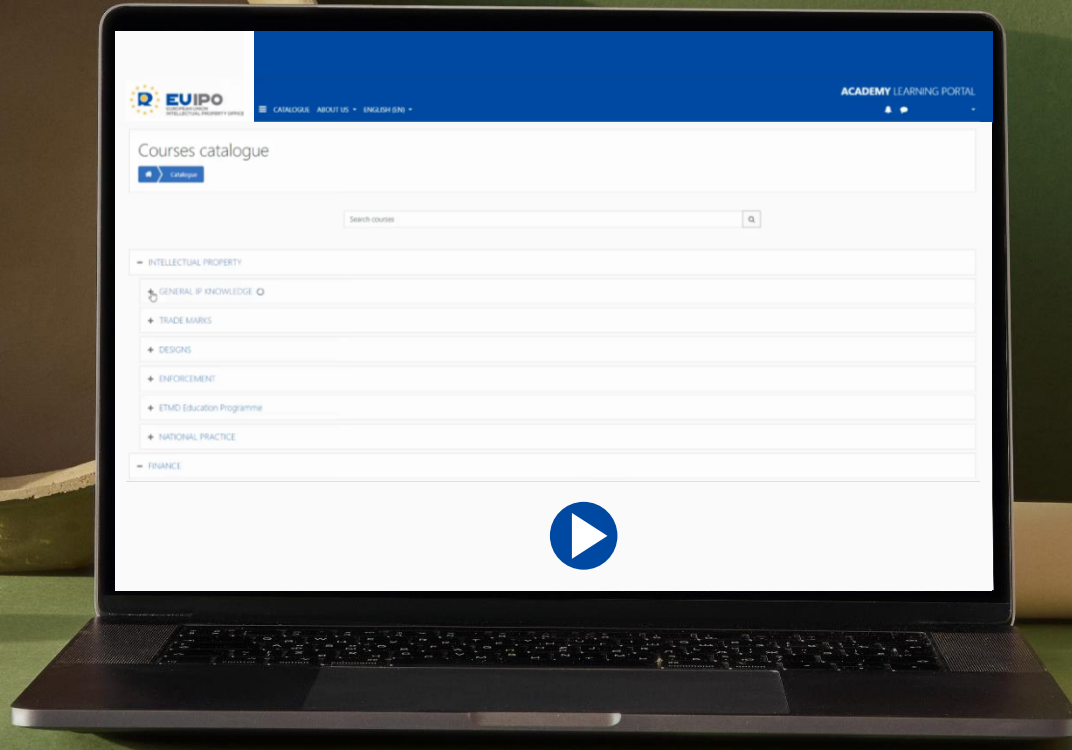 ACADEMY LEARNING PORTAL
EUIPO
EUROPEAN UNION
INTELLECTUAL PROPERTY OFFICE
CATALOGUE ABOUT US ENGLISH (EN)
Courses catalogue
Catalogue
Search courses
INTELLECTUAL PROPERTY
GENERAL IP KNOWLEDGE
TRADE MARKS
DESIGNS
ENFORCEMENT
ETMD Education Programme
NATIONAL PRACTICE
FINANCE